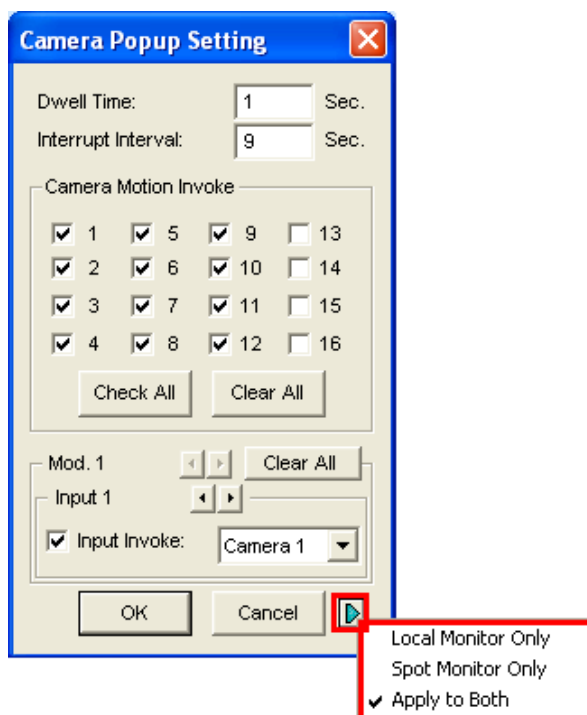 Camera Popup Setting
Dwell Time: 1 Sec.
Interrupt Interval: 9 Sec.
Camera Motion Invoke
1 5 9 13
2 6 10 14
3 7 11 15
4 8 12 16
Check All Clear All
Mod. 1 Clear All
Input 1
Input Invoke: Camera 1
OK Cancel
Local Monitor Only
Spot Monitor Only
Apply to Both